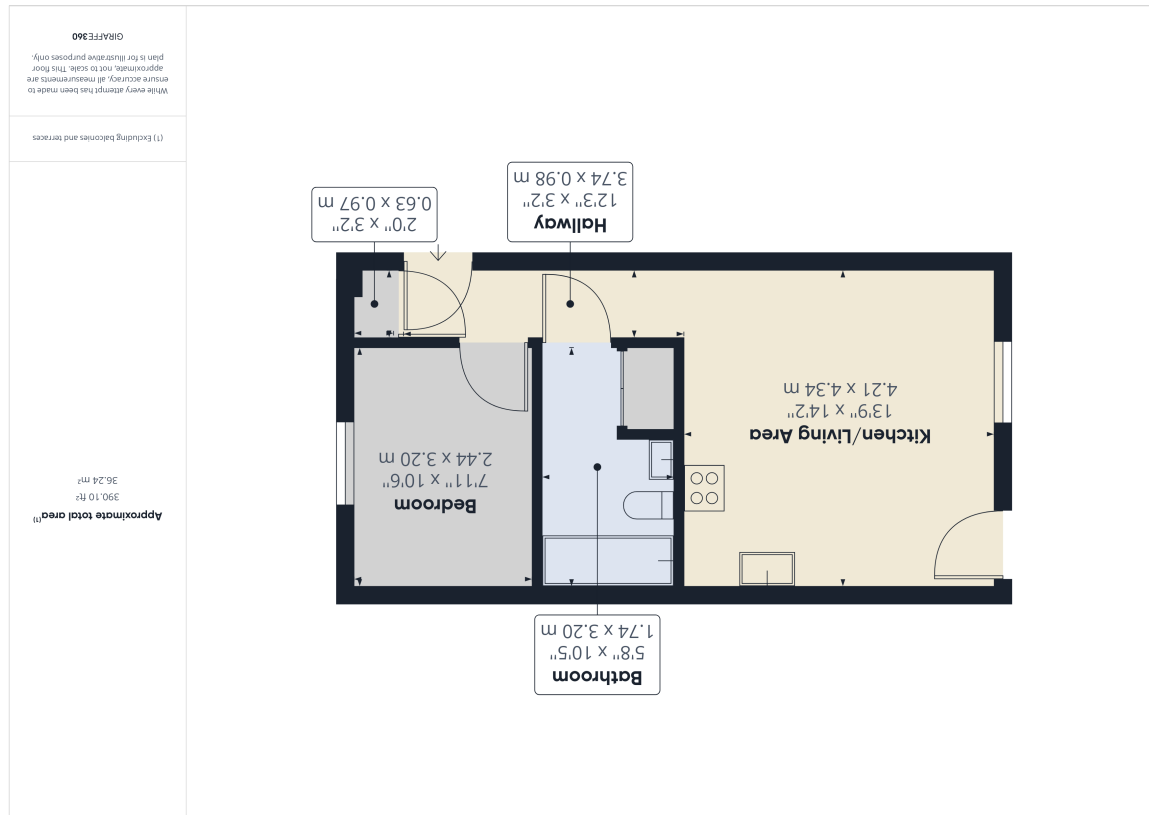 Approximate total area(1)
390.10 ft²
36.24 m²
(1) Excluding balconies and terraces
While every attempt has been made to
ensure accuracy, all measurements are
approximate, not to scale. This floor
plan is for illustrative purposes only.
GIRAFFE360
Bathroom
5'8" x 10'5"
1.74 x 3.20 m
Bedroom
7'11" x 10'6"
2.44 x 3.20 m
Kitchen/Living Area
13'9" x 14'2"
4.21 x 4.34 m
Hallway
12'3" x 3'2"
3.74 x 0.98 m
2'0" x 3'2"
0.63 x 0.97 m